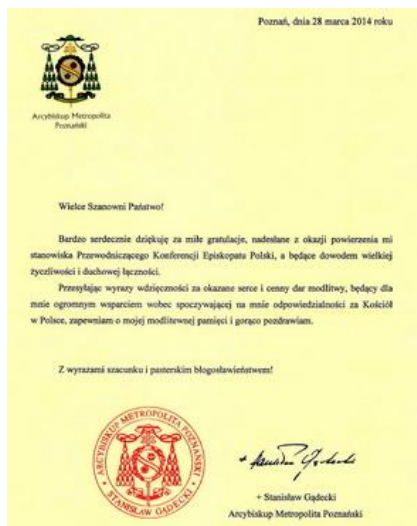 Poznań, dnia 28 marca 2014 roku
Arcybiskup Metropolita
Poznański
Wielce Szanowni Państwo!
Bardzo serdecznie dziękuję za miłe gratulacje, nadesłane z okazji powierzenia mi
stanowiska Przewodniczącego Konferencji Episkopatu Polski, a będące dowodem wielkiej
życzliwości i duchowej łączności.
Przesyłając wyrazy wdzięczności za okazane serce i cenny dar modlitwy, będący dla
mnie ogromnym wsparciem wobec spoczywającej na mnie odpowiedzialności za Kościół
w Polsce, zapewniam o mojej modlitewnej pamięci i gorąco pozdrawiam.
Z wyrazami szacunku i pasterskim błogosławieństwem!
ARCYBISKUP METROPOLITA POZNAŃSKI
STANISŁAW GĄDECKI
+ Stanisław Gądecki
+ Stanisław Gądecki
Arcybiskup Metropolita Poznański